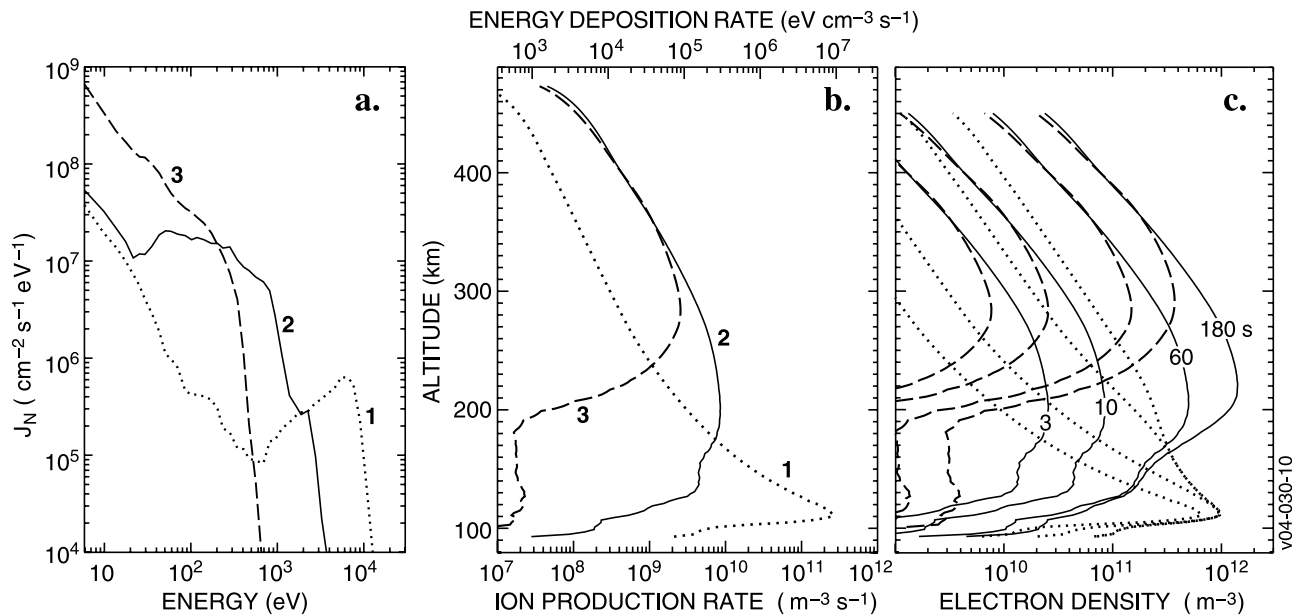 ENERGY DEPOSITION RATE (eV cm⁻³ s⁻¹)
10³ 10⁴ 10⁵ 10⁶ 10⁷
a. b. c.
10⁹
10⁸
10⁷
10⁶
10⁵
10⁴
J_N ( cm⁻² s⁻¹ eV⁻¹)
3
2
1
10 10² 10³ 10⁴
ENERGY (eV)
400
300
200
100
ALTITUDE (km)
2
3
1
10⁷ 10⁸ 10⁹ 10¹⁰ 10¹¹ 10¹²
ION PRODUCTION RATE ( m⁻³ s⁻¹)
180 s
60
10
3
10¹⁰ 10¹¹ 10¹²
ELECTRON DENSITY (m⁻³)
v04-030-10